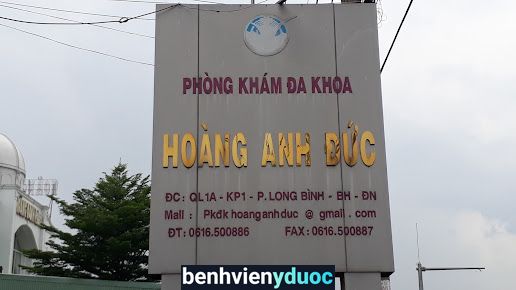 PHÒNG KHÁM ĐA KHOA
HOÀNG ANH ĐỨC
ĐC: QL1A - KP1 - P.LONG BÌNH - BH - ĐN
Mail : Pkđk hoanganhduc @ gmail . com
ĐT: 0616.500886 FAX: 0616.500887
benhvienyduoc